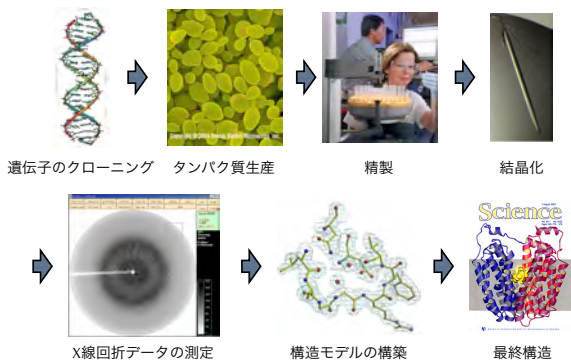 遺伝子のクローニング
タンパク質生産
精製
結晶化
Science
X線回折データの測定
構造モデルの構築
最終構造